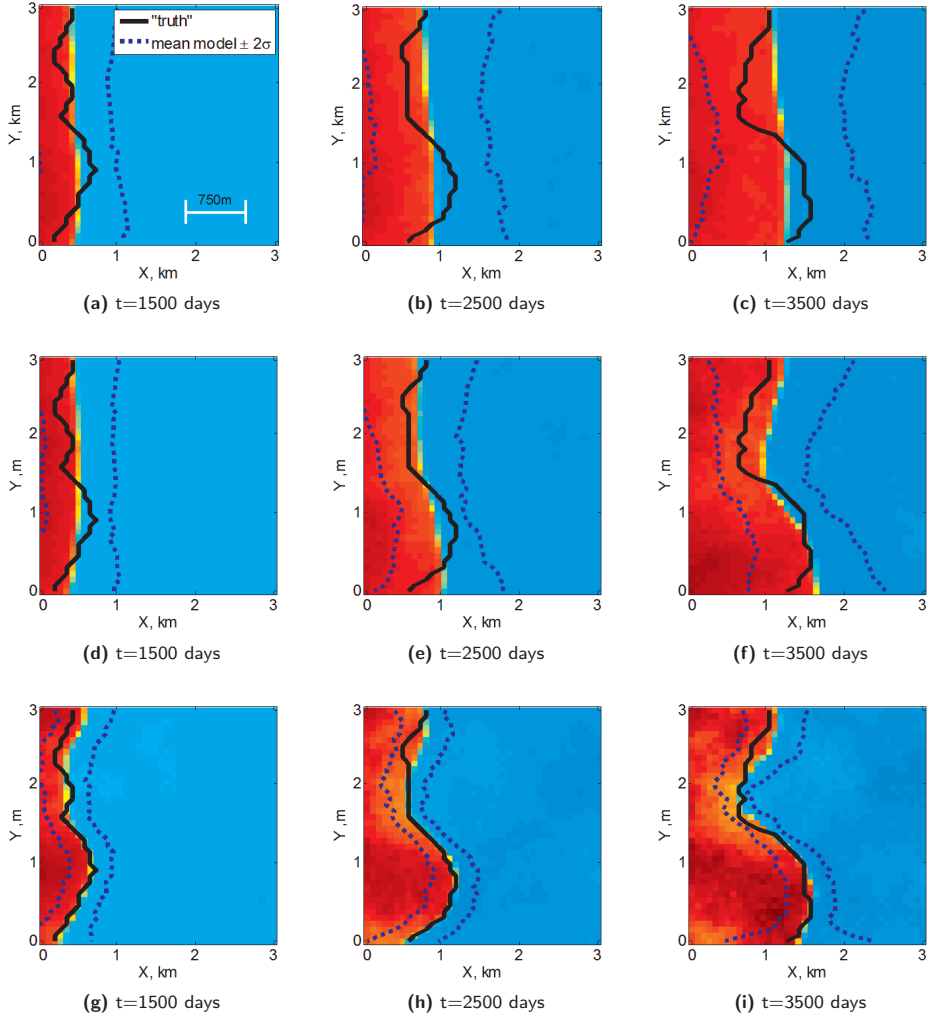 "truth"
mean model ± 2σ
750m
Y, km
3
2
1
0
0 1 2 3
X, km
(a) t=1500 days
Y, km
3
2
1
0
0 1 2 3
X, km
(b) t=2500 days
Y, km
3
2
1
0
0 1 2 3
X, km
(c) t=3500 days
Y ,m
3
2
1
0
0 1 2 3
X, km
(d) t=1500 days
Y ,m
3
2
1
0
0 1 2 3
X, km
(e) t=2500 days
Y ,m
3
2
1
0
0 1 2 3
X, km
(f) t=3500 days
Y ,m
3
2
1
0
0 1 2 3
X, km
(g) t=1500 days
Y ,m
3
2
1
0
0 1 2 3
X, km
(h) t=2500 days
Y ,m
3
2
1
0
0 1 2 3
X, km
(i) t=3500 days